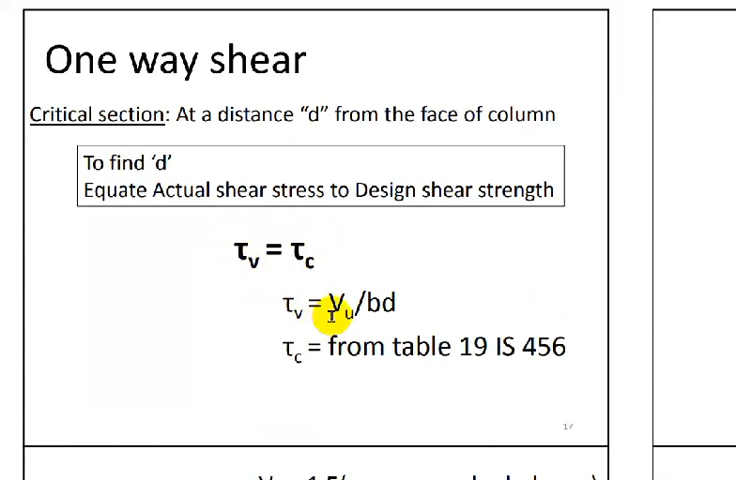 One way shear
Critical section: At a distance “d” from the face of column
To find ‘d’
Equate Actual shear stress to Design shear strength
τv = τc
τv = Vu/bd
τc = from table 19 IS 456
17